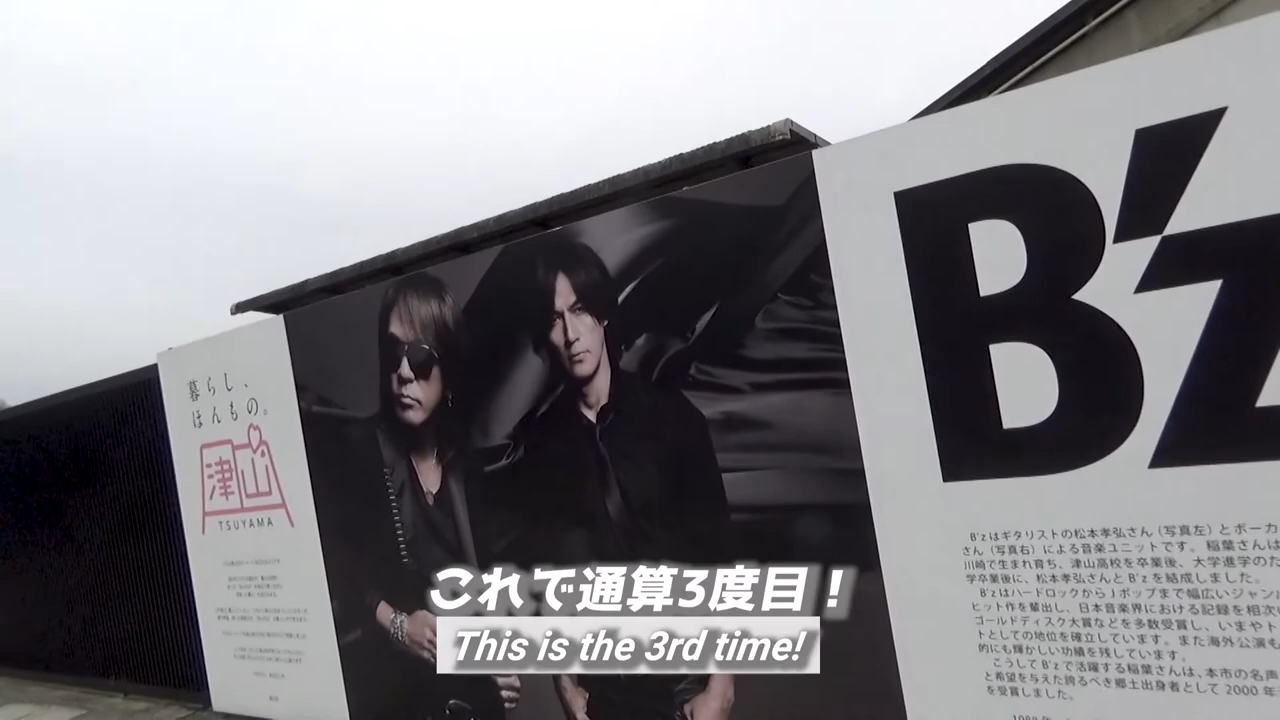 暮らし、
ほんもの。
津山
TSUYAMA
B'z
B'zはギタリストの松本孝弘さん（写真左）とボーカ
さん（写真右）による音楽ユニットです。稲葉さんは
川崎で生まれ育ち、津山高校を卒業後、大学進学のた
学卒業後に、松本孝弘さんとB'zを結成しました。
B'zはハードロックからJポップまで幅広いジャン
ヒット作を輩出し、日本音楽界における記録を相次
ゴールドディスク大賞などを多数受賞し、いまやト
トとしての地位を確立しています。また海外公演も
的にも輝かしい功績を残しています。
こうしてB'zで活躍する稲葉さんは、本市の名声
と希望を与えた誇るべき郷土出身者として2000年
を受賞しました。
これで通算3度目！
This is the 3rd time!